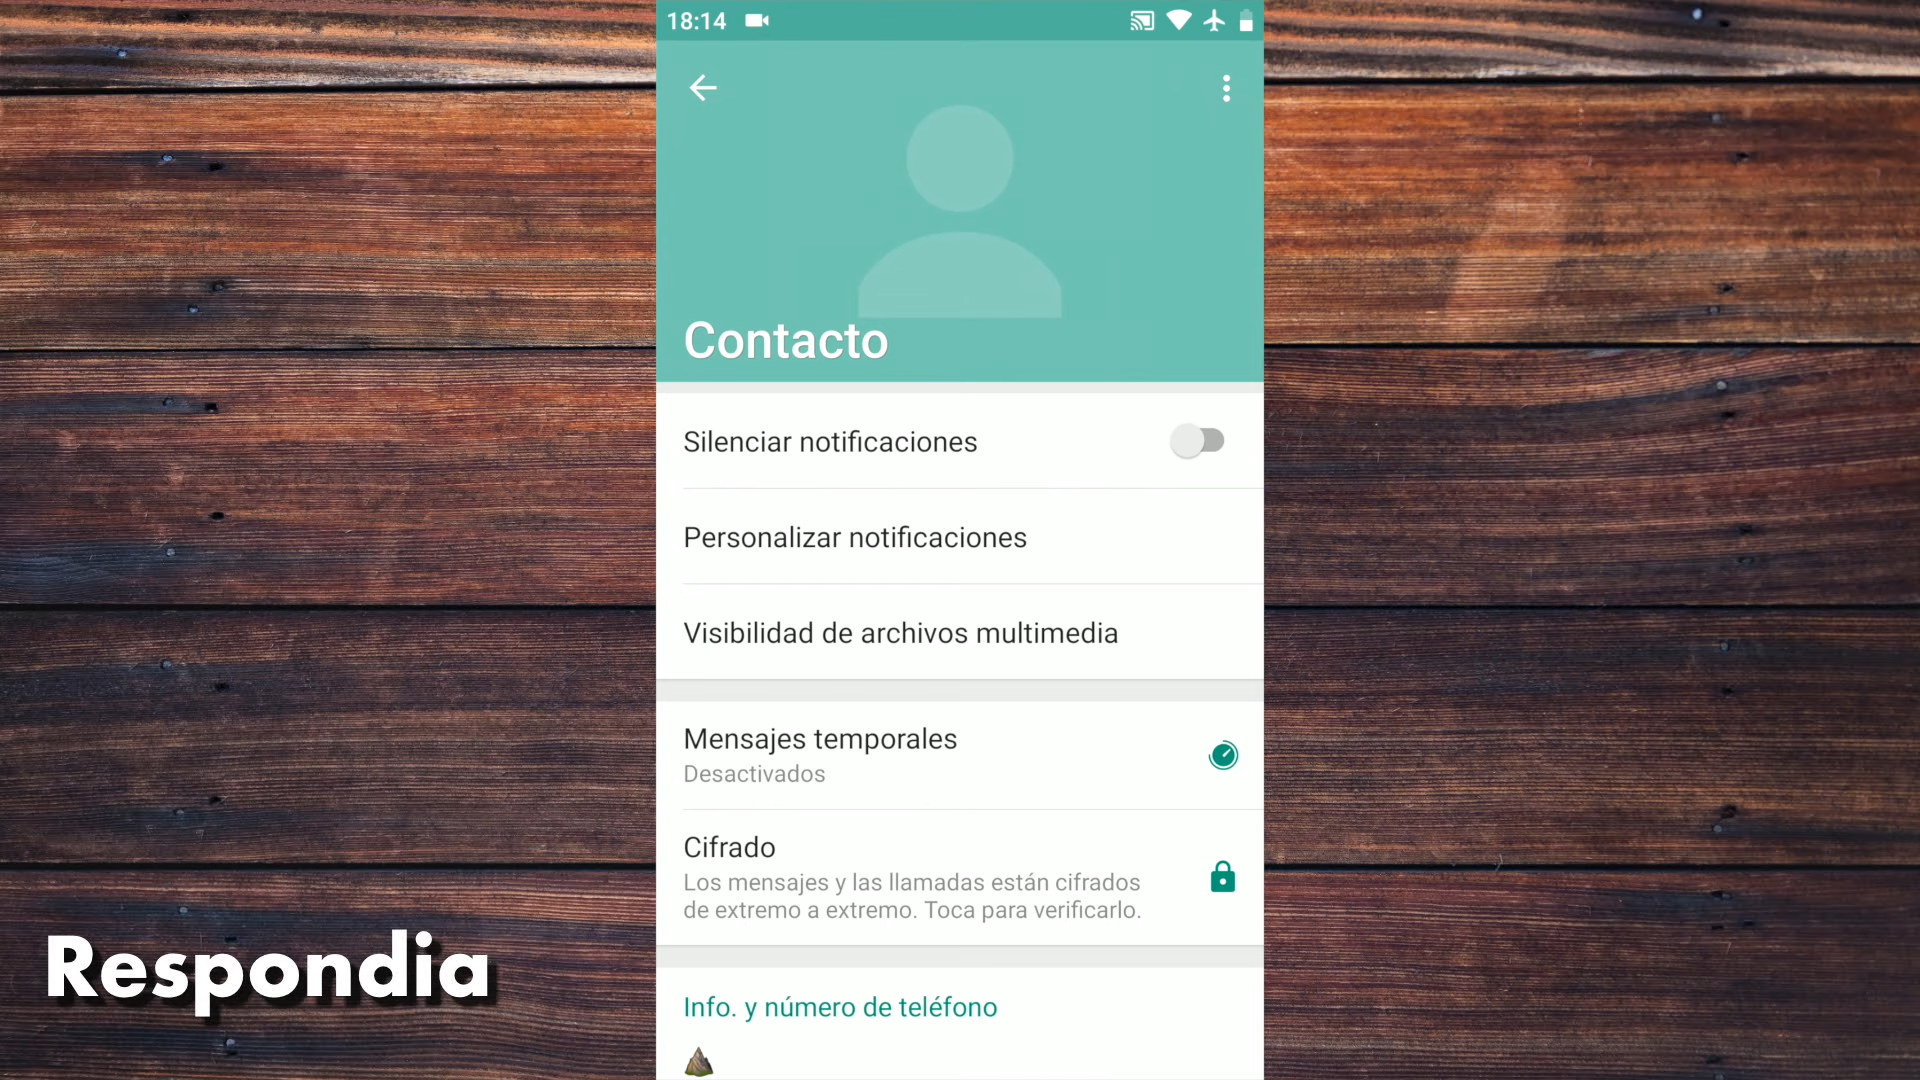 18:14
Contacto
Silenciar notificaciones
Personalizar notificaciones
Visibilidad de archivos multimedia
Mensajes temporales
Desactivados
Cifrado
Los mensajes y las llamadas están cifrados
de extremo a extremo. Toca para verificarlo.
Info. y número de teléfono
Respondia